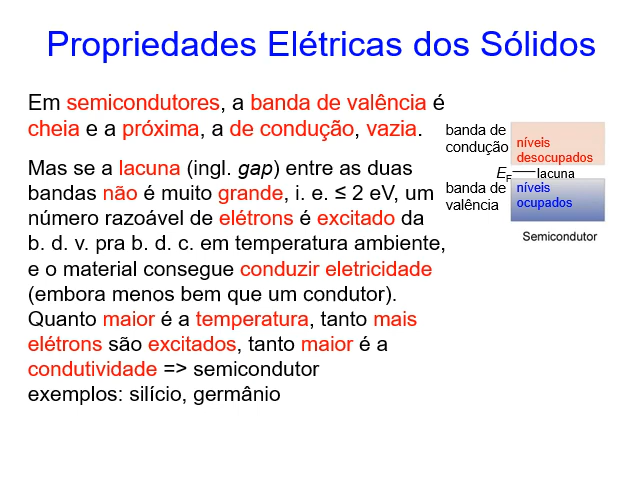 Propriedades Elétricas dos Sólidos
Em semicondutores, a banda de valência é
cheia e a próxima, a de condução, vazia.
Mas se a lacuna (ingl. gap) entre as duas
bandas não é muito grande, i. e. ≤ 2 eV, um
número razoável de elétrons é excitado da
b. d. v. pra b. d. c. em temperatura ambiente,
e o material consegue conduzir eletricidade
(embora menos bem que um condutor).
Quanto maior é a temperatura, tanto mais
elétrons são excitados, tanto maior é a
condutividade => semicondutor
exemplos: silício, germânio
banda de
condução
níveis
desocupados
EF
lacuna
banda de
valência
níveis
ocupados
Semicondutor